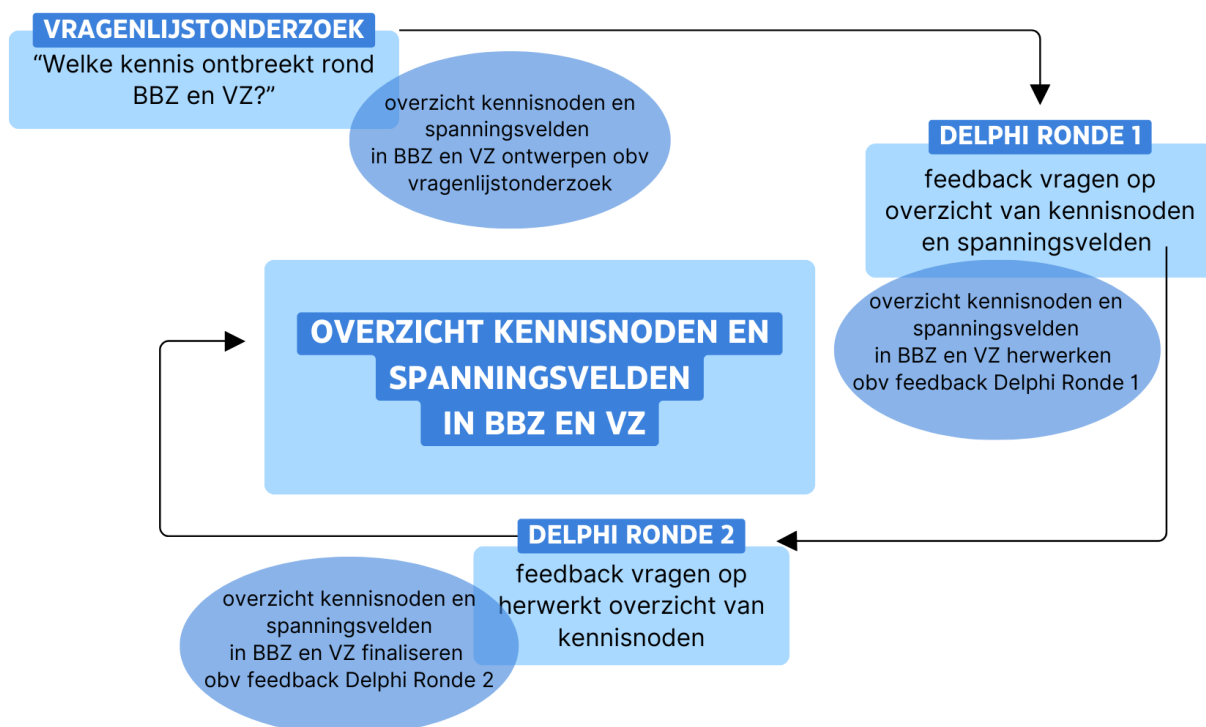 VRAGENLIJSTONDERZOEK
“Welke kennis ontbreekt rond
BBZ en VZ?”
overzicht kennisnoden en
spanningsvelden
in BBZ en VZ ontwerpen obv
vragenlijstonderzoek
DELPHI RONDE 1
feedback vragen op
overzicht van kennisnoden
en spanningsvelden
overzicht kennisnoden en
spanningsvelden
in BBZ en VZ herwerken
obv feedback Delphi Ronde 1
OVERZICHT KENNISNODEN EN
SPANNINGSVELDEN
IN BBZ EN VZ
DELPHI RONDE 2
feedback vragen op
herwerkt overzicht van
kennisnoden
overzicht kennisnoden en
spanningsvelden
in BBZ en VZ finaliseren
obv feedback Delphi Ronde 2